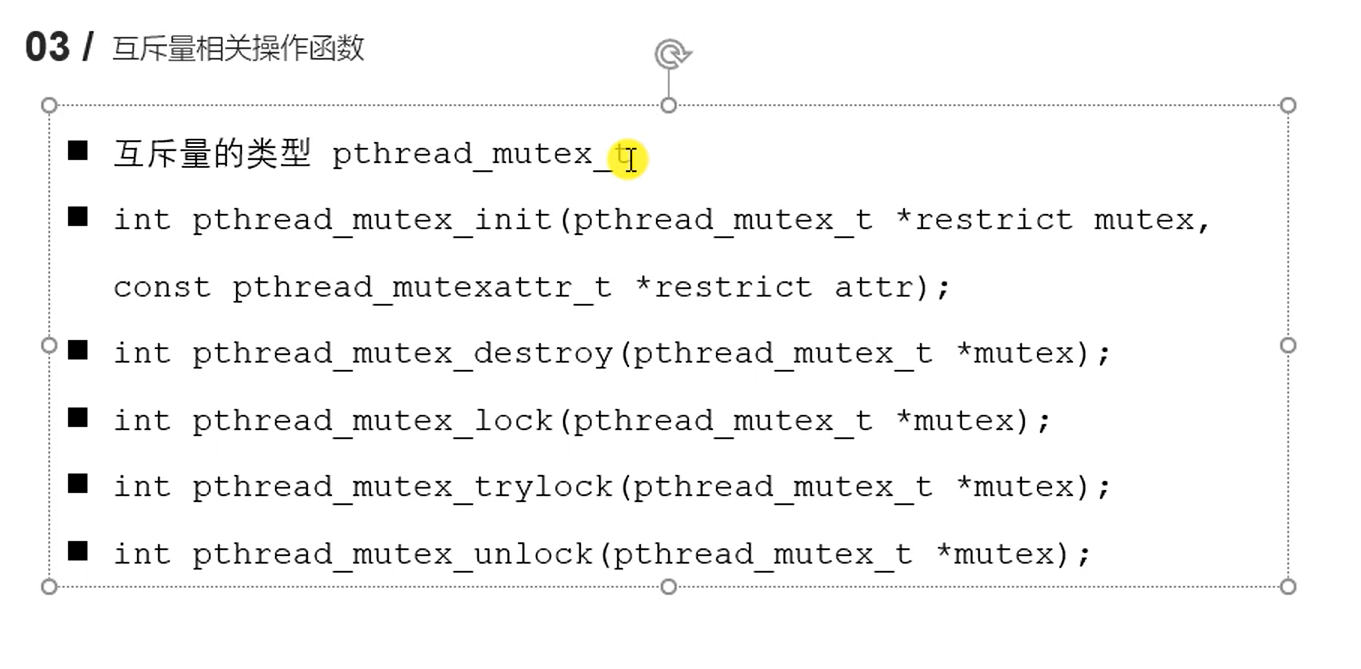 03 / 互斥量相关操作函数
■ 互斥量的类型 pthread_mutex_t
■ int pthread_mutex_init(pthread_mutex_t *restrict mutex,
const pthread_mutexattr_t *restrict attr);
■ int pthread_mutex_destroy(pthread_mutex_t *mutex);
■ int pthread_mutex_lock(pthread_mutex_t *mutex);
■ int pthread_mutex_trylock(pthread_mutex_t *mutex);
■ int pthread_mutex_unlock(pthread_mutex_t *mutex);